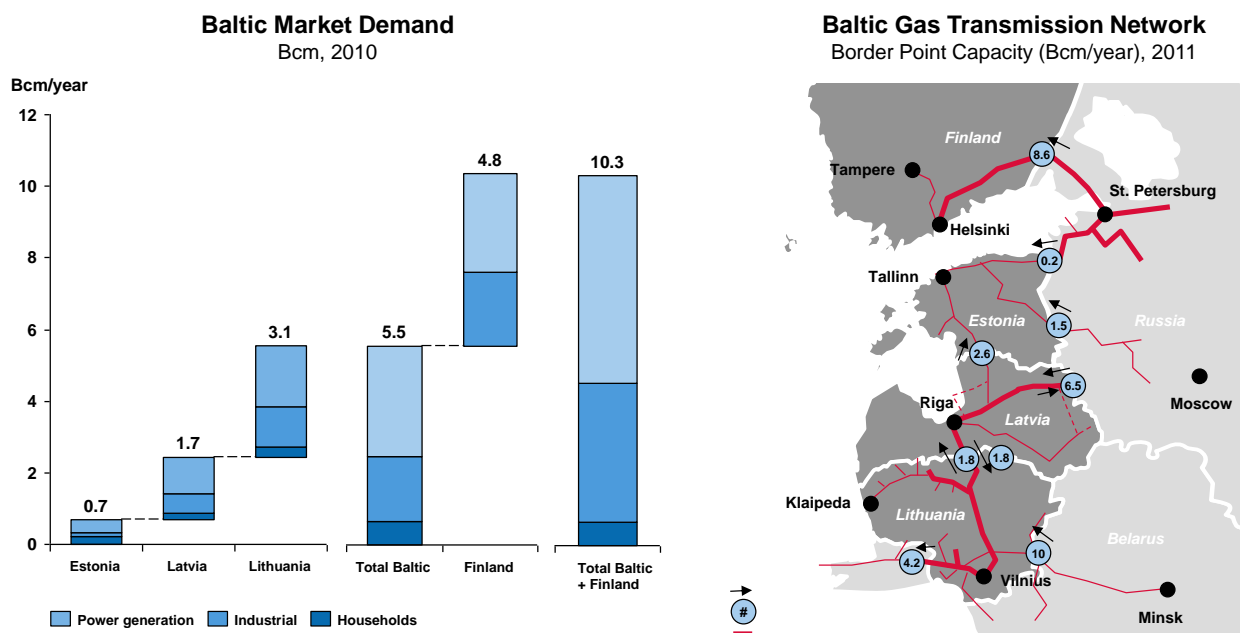 Baltic Market Demand
Bcm, 2010
Bcm/year
12
10
8
6
4
2
0
0.7
1.7
3.1
5.5
4.8
10.3
Estonia
Latvia
Lithuania
Total Baltic
Finland
Total Baltic
+ Finland
Power generation
Industrial
Households
Baltic Gas Transmission Network
Border Point Capacity (Bcm/year), 2011
Finland
8.6
Tampere
St. Petersburg
Helsinki
0.2
Tallinn
Estonia
1.5
Russia
2.6
6.5
Moscow
Riga
Latvia
1.8
1.8
Klaipeda
Lithuania
Belarus
10
4.2
Vilnius
Minsk
#